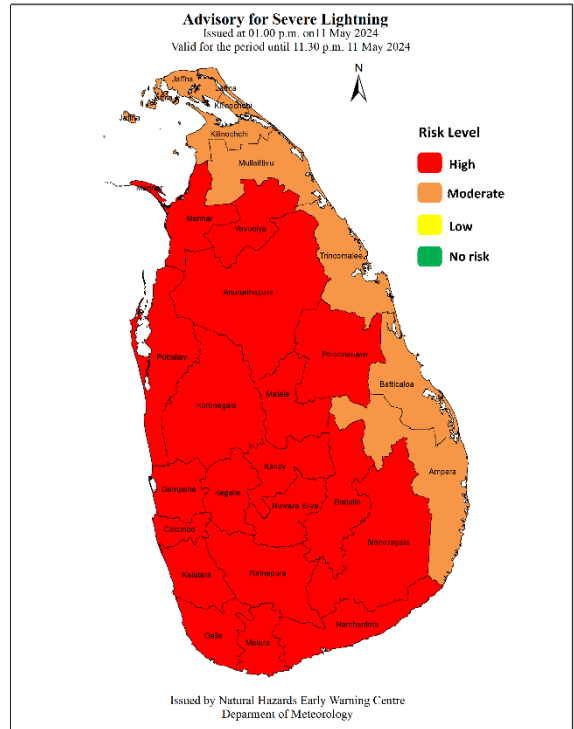 Advisory for Severe Lightning
Issued at 01.00 p.m. on11 May 2024
Valid for the period until 11.30 p.m. 11 May 2024
N
Jaffna
Jaffna
Kilinochchi
Jaffna
Kilinochchi
Mullaitivu
Mannar
Mannar
Vavuniya
Trincomalee
Anuradhapura
Puttalam
Polonnaruwa
Batticaloa
Kurunegala
Matale
Ampara
Kandy
Gampaha
Kegalle
Nuwara Eliya
Badulla
Colombo
Moneragala
Kalutara
Ratnapura
Hambantota
Galle
Matara
Risk Level
High
Moderate
Low
No risk
Issued by Natural Hazards Early Warning Centre
Deparment of Meteorology